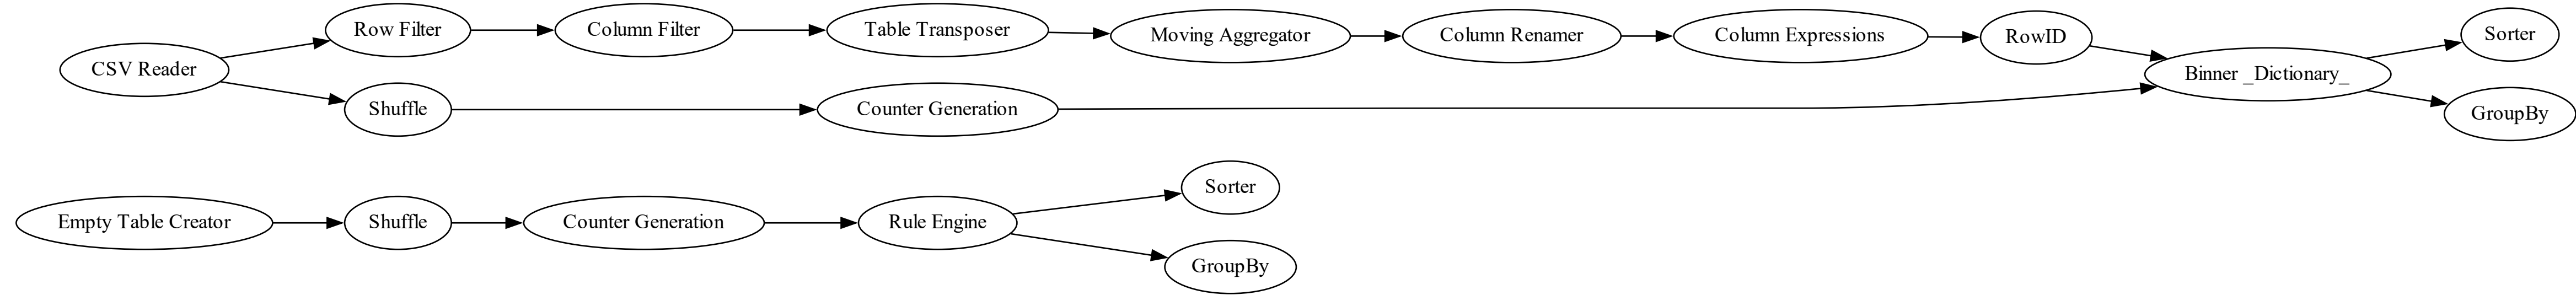 CSV Reader
Row Filter
Column Filter
Table Transposer
Moving Aggregator
Column Renamer
Column Expressions
RowID
Binner _Dictionary_
Sorter
GroupBy
Shuffle
Counter Generation
Empty Table Creator
Shuffle
Counter Generation
Rule Engine
Sorter
GroupBy